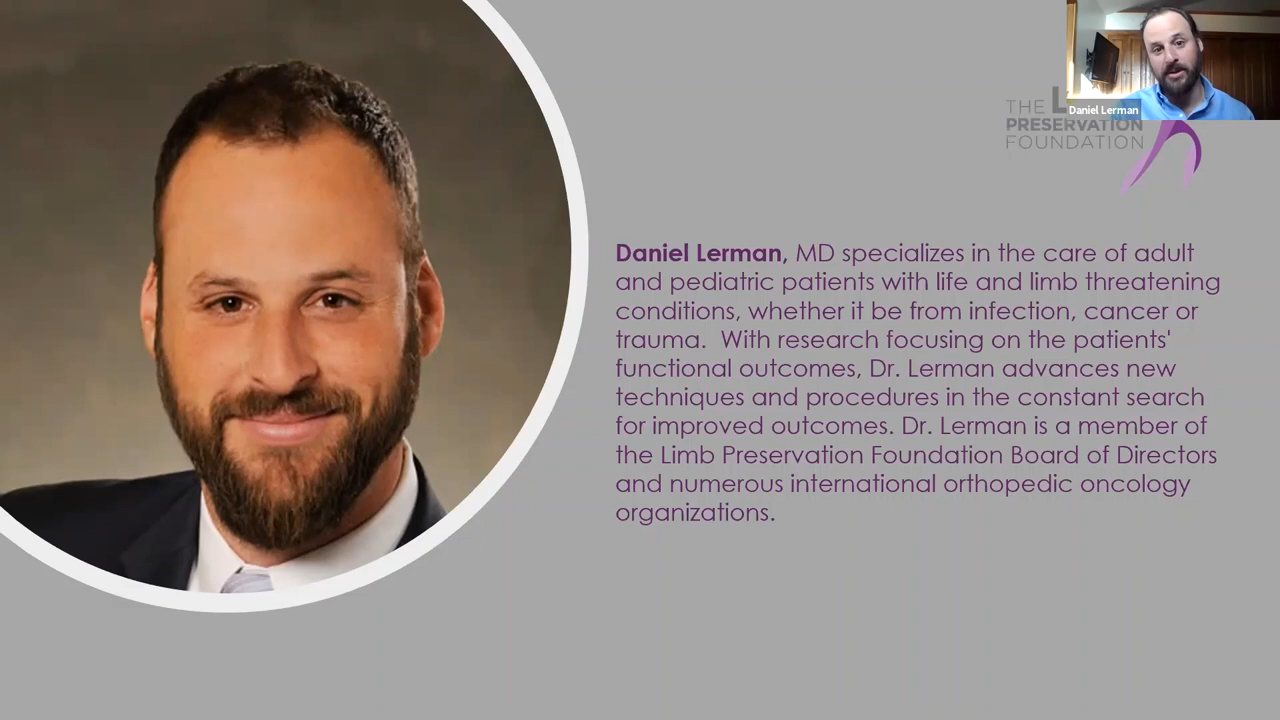 Daniel Lerman
THE L
PRESERVATION
FOUNDATION
Daniel Lerman, MD specializes in the care of adult
and pediatric patients with life and limb threatening
conditions, whether it be from infection, cancer or
trauma.  With research focusing on the patients'
functional outcomes, Dr. Lerman advances new
techniques and procedures in the constant search
for improved outcomes. Dr. Lerman is a member of
the Limb Preservation Foundation Board of Directors
and numerous international orthopedic oncology
organizations.